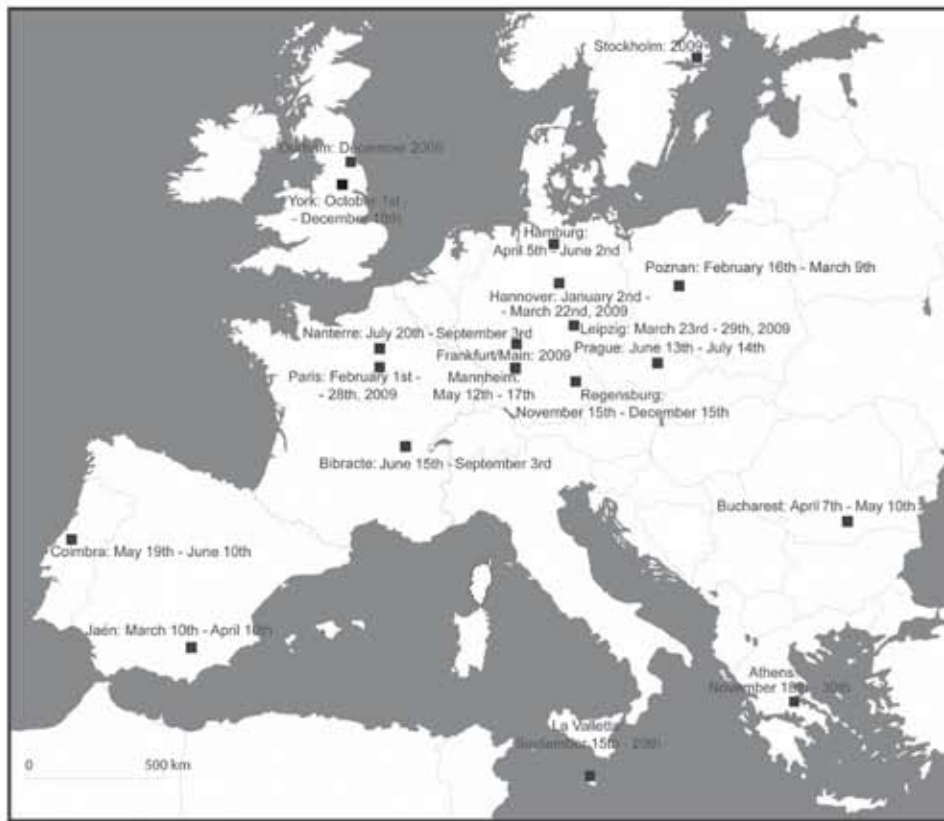 Stockholm: 2009
December 2008
York: October 1st -
- December 10th
Hamburg:
April 5th - June 2nd
Poznan: February 16th - March 9th
Hannover: January 2nd -
- March 22nd, 2009
Nanterre: July 20th - September 3rd
Leipzig: March 23rd - 29th, 2009
Frankfurt/Main: 2009
Prague: June 13th - July 14th
Paris: February 1st -
- 28th, 2009
Mannheim:
May 12th - 17th
Regensburg:
November 15th - December 15th
Bibracte: June 15th - September 3rd
Bucharest: April 7th - May 10th
Coimbra: May 19th - June 10th
Jaén: March 10th - April 10th
Athens:
November - 30th
La Valletta:
September 15th -
0 500 km